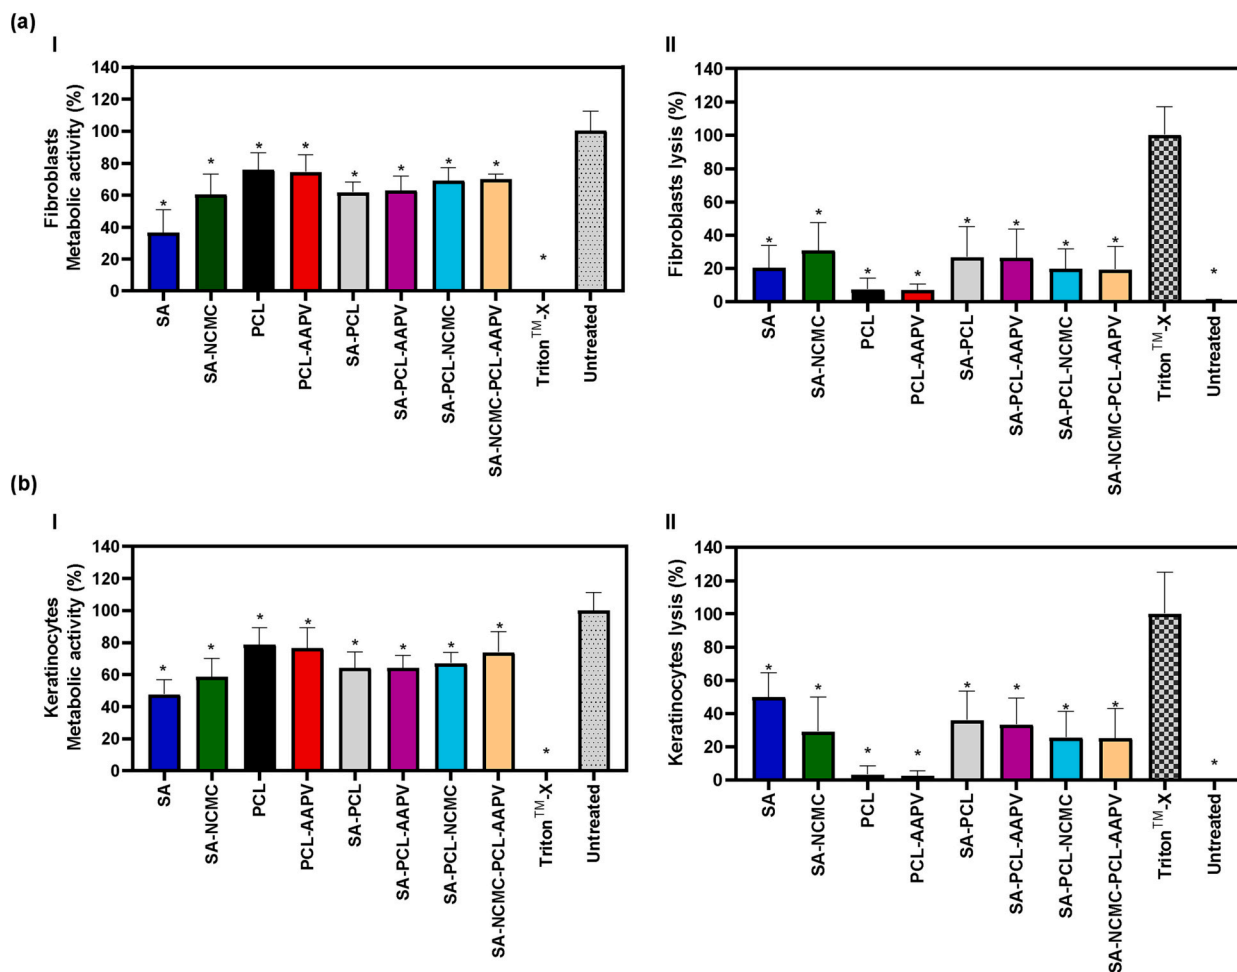 (a)
I
Fibroblasts
Metabolic activity (%)
140
120
100
80
60
40
20
0
*
*
*
*
*
*
*
*
*
SA
SA-NCMC
PCL
PCL-AAPV
SA-PCL
SA-PCL-AAPV
SA-PCL-NCMC
SA-NCMC-PCL-AAPV
Triton™-X
Untreated
II
Fibroblasts lysis (%)
140
120
100
80
60
40
20
0
*
*
*
*
*
*
*
*
*
SA
SA-NCMC
PCL
PCL-AAPV
SA-PCL
SA-PCL-AAPV
SA-PCL-NCMC
SA-NCMC-PCL-AAPV
Triton™-X
Untreated
(b)
I
Keratinocytes
Metabolic activity (%)
140
120
100
80
60
40
20
0
*
*
*
*
*
*
*
*
*
SA
SA-NCMC
PCL
PCL-AAPV
SA-PCL
SA-PCL-AAPV
SA-PCL-NCMC
SA-NCMC-PCL-AAPV
Triton™-X
Untreated
II
Keratinocytes lysis (%)
140
120
100
80
60
40
20
0
*
*
*
*
*
*
*
*
*
SA
SA-NCMC
PCL
PCL-AAPV
SA-PCL
SA-PCL-AAPV
SA-PCL-NCMC
SA-NCMC-PCL-AAPV
Triton™-X
Untreated